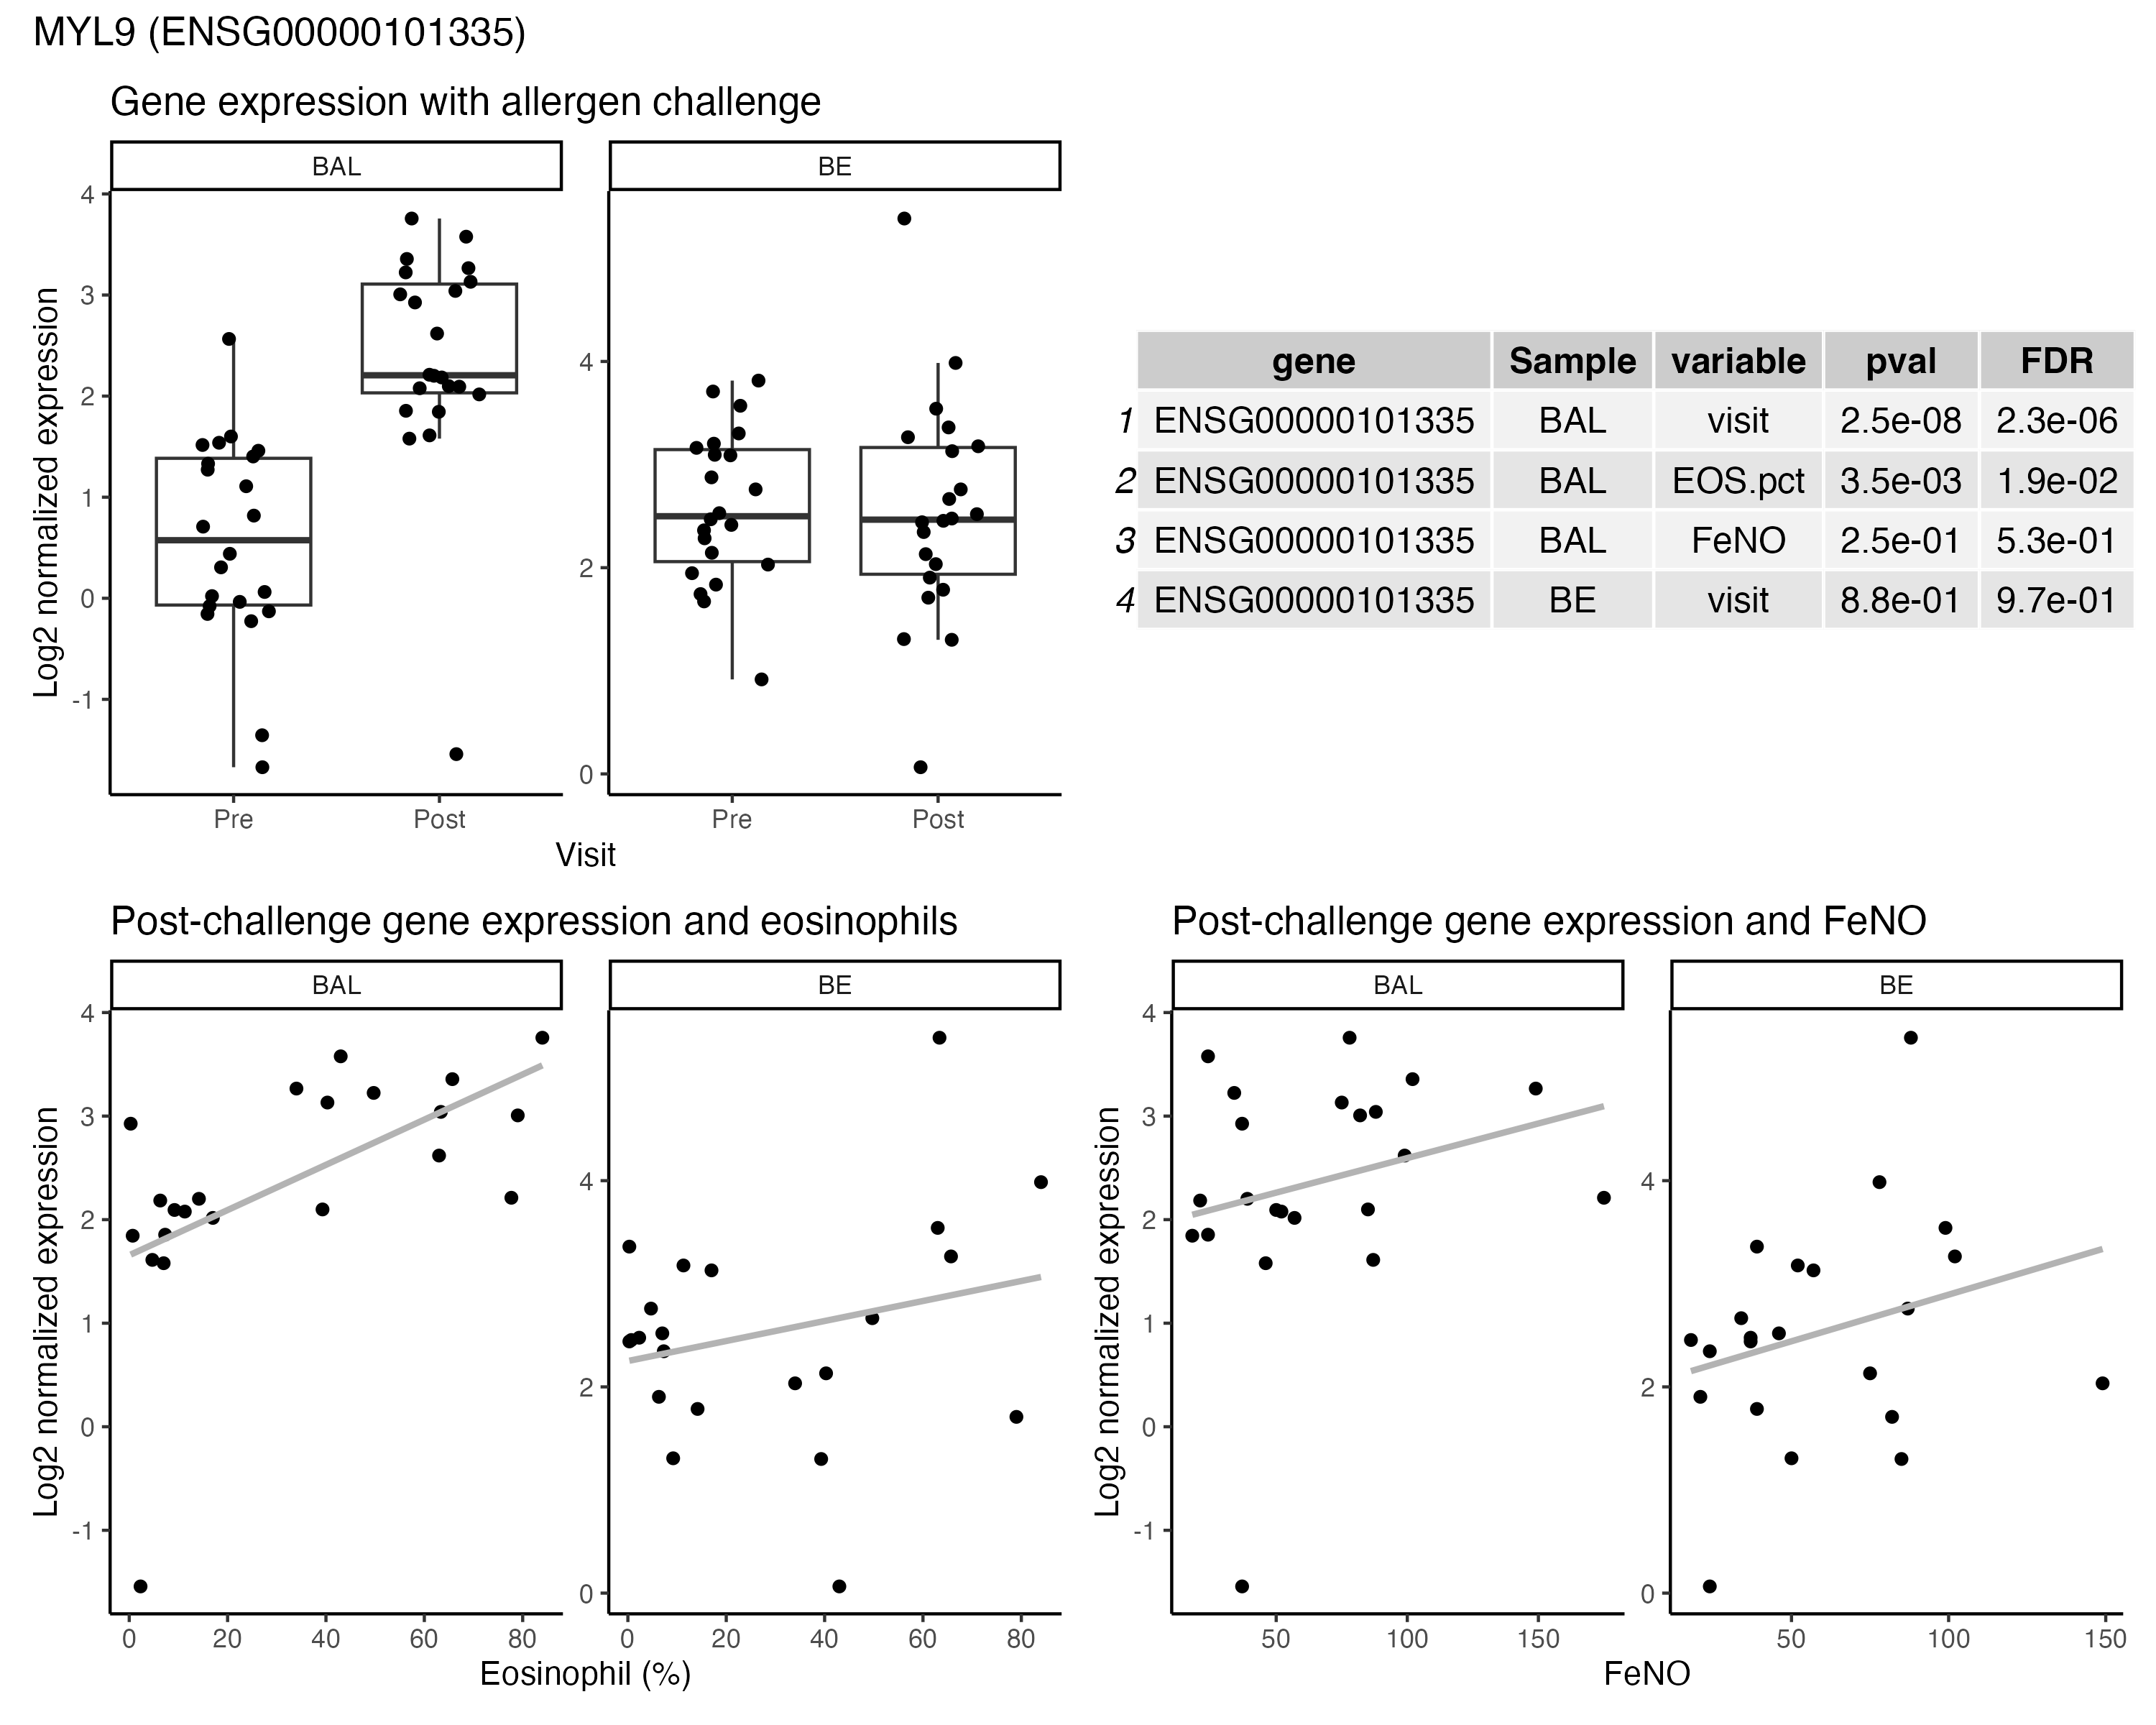 MYL9 (ENSG00000101335)
Gene expression with allergen challenge
BAL BE
Log2 normalized expression
4
3
2
1
0
-1
4
2
0
Pre Post Pre Post
Visit
gene Sample variable pval FDR
1 ENSG00000101335 BAL visit 2.5e-08 2.3e-06
2 ENSG00000101335 BAL EOS.pct 3.5e-03 1.9e-02
3 ENSG00000101335 BAL FeNO 2.5e-01 5.3e-01
4 ENSG00000101335 BE visit 8.8e-01 9.7e-01
Post-challenge gene expression and eosinophils
BAL BE
Log2 normalized expression
4
3
2
1
0
-1
4
2
0
0 20 40 60 80 0 20 40 60 80
Eosinophil (%)
Post-challenge gene expression and FeNO
BAL BE
Log2 normalized expression
4
3
2
1
0
-1
4
2
0
50 100 150 50 100 150
FeNO